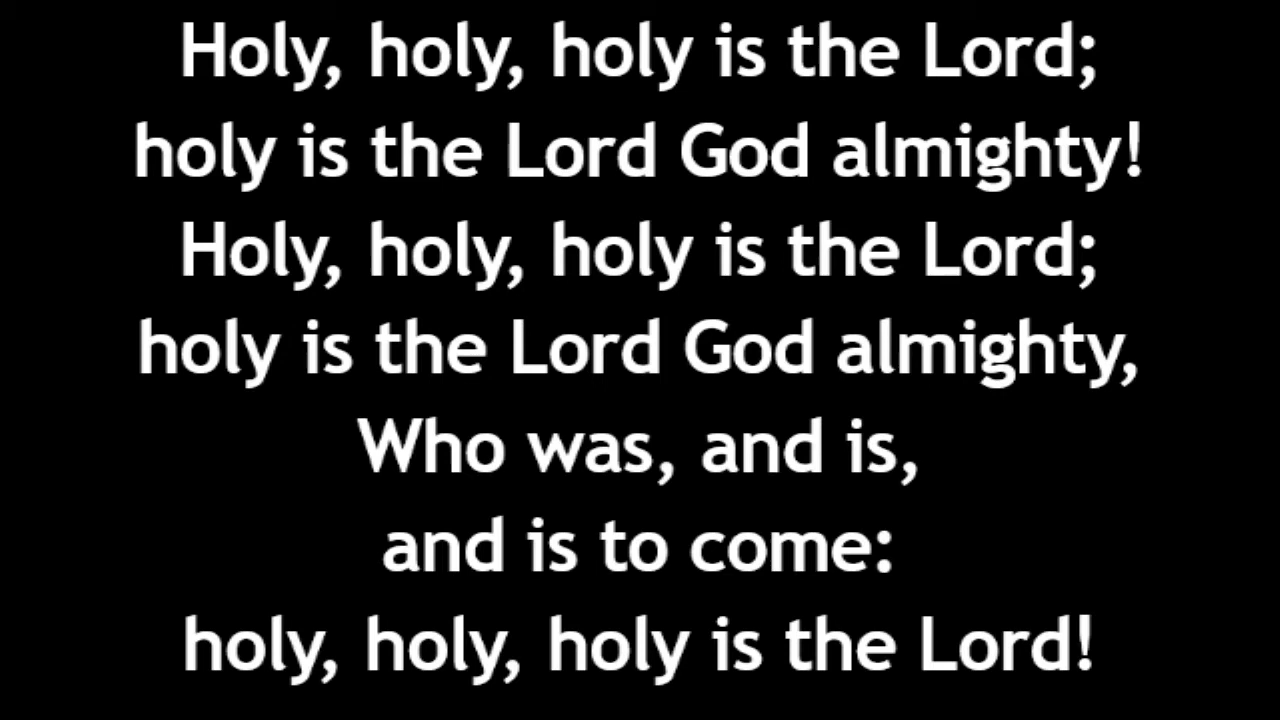 Holy, holy, holy is the Lord;
holy is the Lord God almighty!
Holy, holy, holy is the Lord;
holy is the Lord God almighty,
Who was, and is,
and is to come:
holy, holy, holy is the Lord!